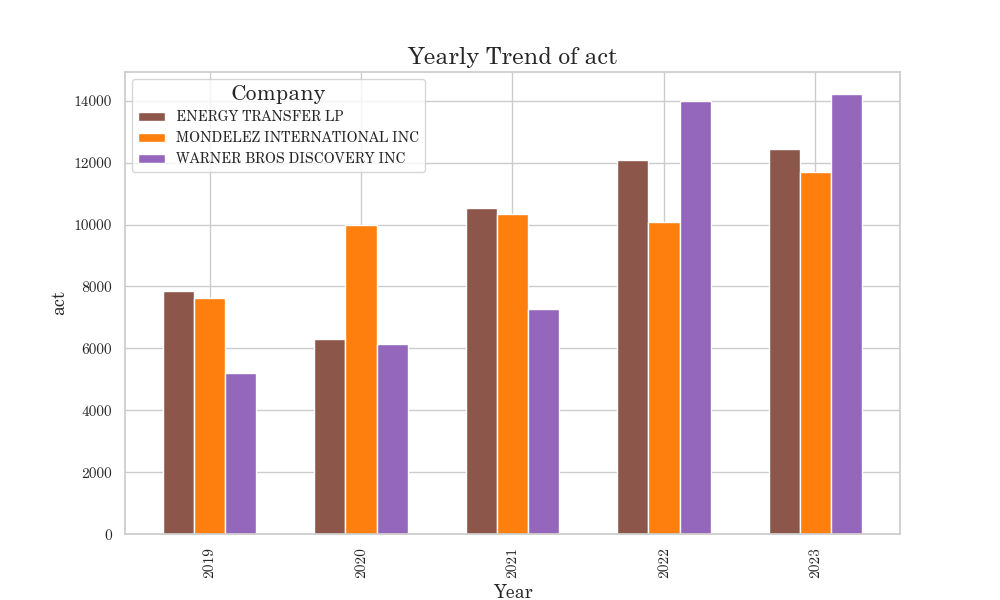 Yearly Trend of act
Company
ENERGY TRANSFER LP
MONDELEZ INTERNATIONAL INC
WARNER BROS DISCOVERY INC
14000
12000
10000
8000
6000
4000
2000
0
act
2019
2020
2021
2022
2023
Year